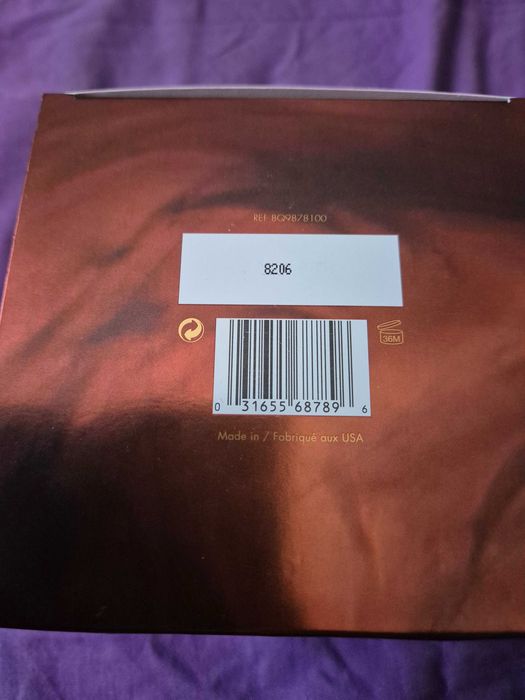 REF BQ9878100
8206
36M
0 31655 68789 6
Made in / Fabriqué aux USA